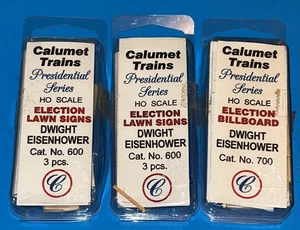 Calumet
Trains
Presidential
Series
HO SCALE
ELECTION
LAWN SIGNS
DWIGHT
EISENHOWER
Cat. No. 600
3 pcs.
C
Calumet
Trains
Presidential
Series
HO SCALE
ELECTION
LAWN SIGNS
DWIGHT
EISENHOWER
Cat. No. 600
3 pcs.
C
Calumet
Trains
Presidential
Series
HO SCALE
ELECTION
BILLBOARD
DWIGHT
EISENHOWER
Cat. No. 700
C